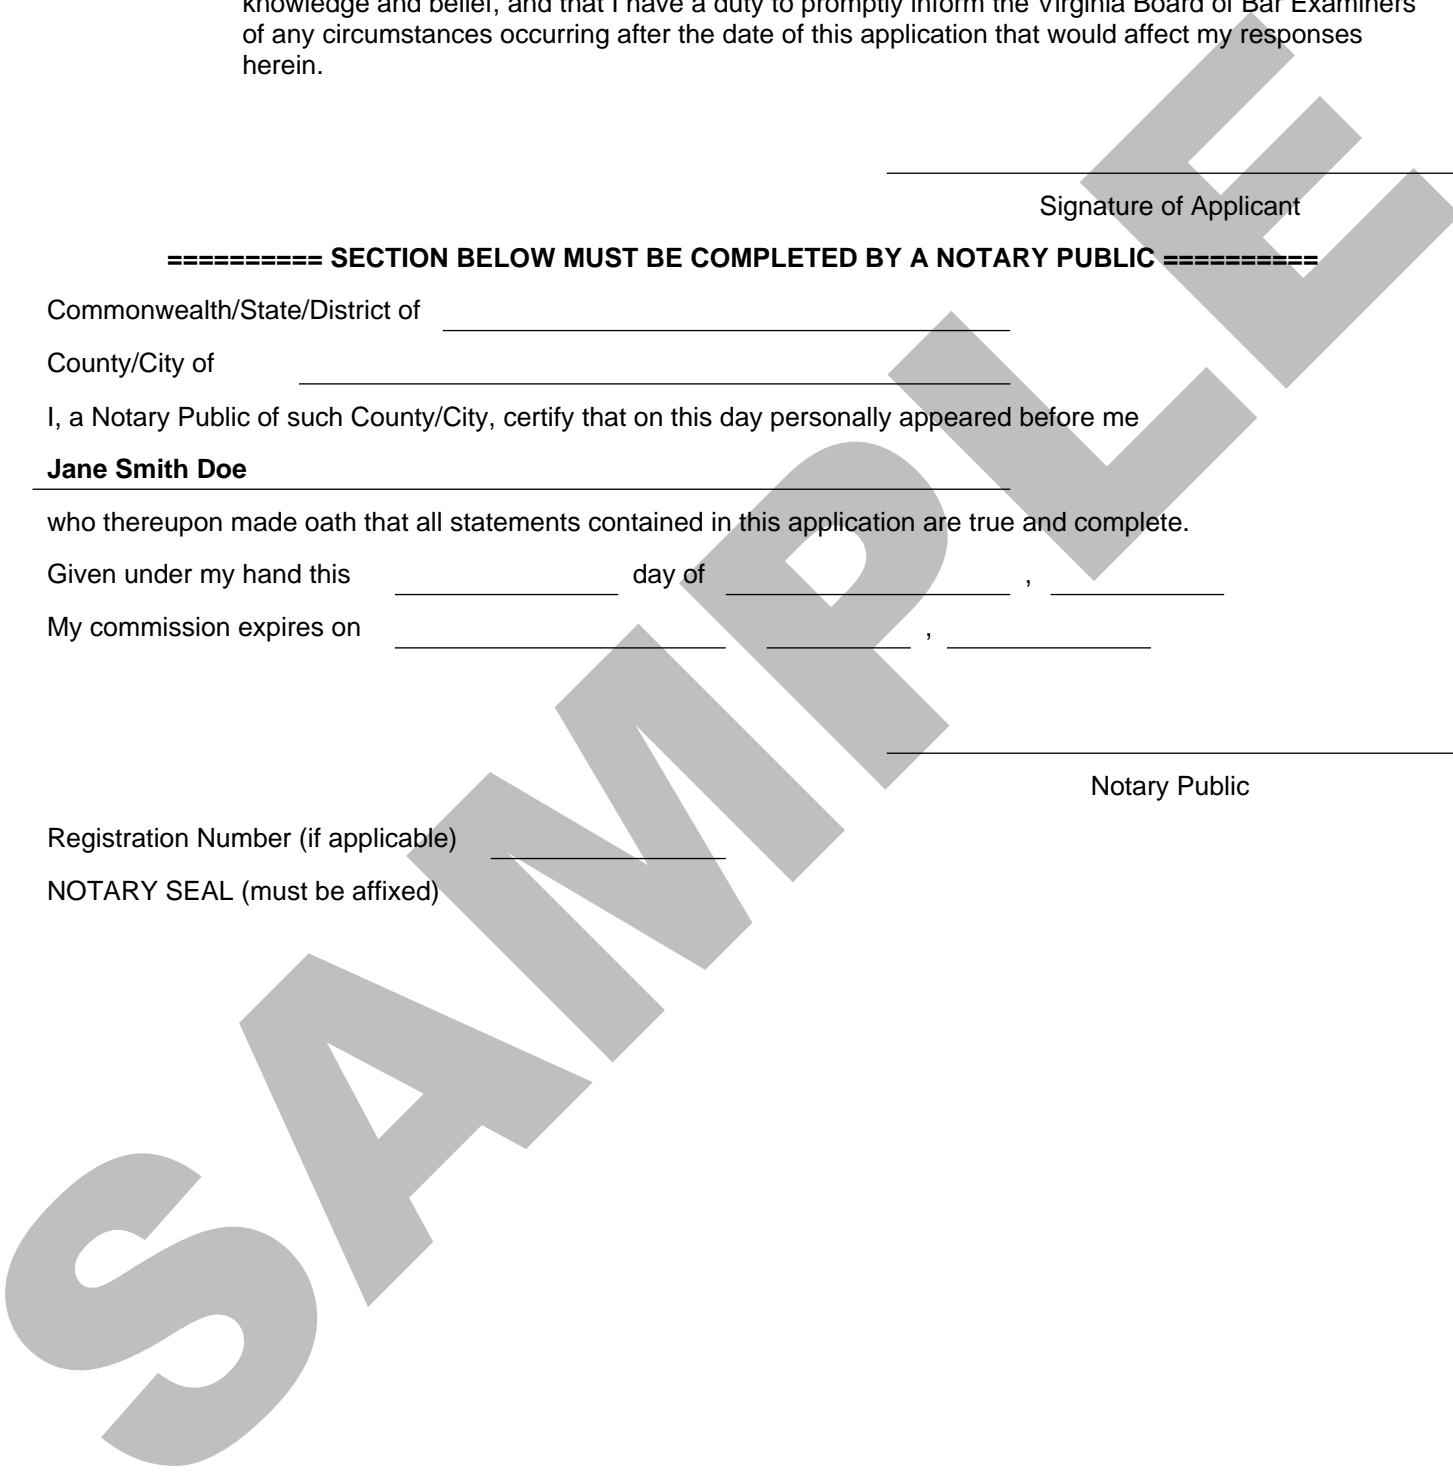 knowledge and belief, and that I have a duty to promptly inform the Virginia Board of Bar Examiners
of any circumstances occurring after the date of this application that would affect my responses
herein.
Signature of Applicant
========== SECTION BELOW MUST BE COMPLETED BY A NOTARY PUBLIC ==========
Commonwealth/State/District of
County/City of
I, a Notary Public of such County/City, certify that on this day personally appeared before me
Jane Smith Doe
who thereupon made oath that all statements contained in this application are true and complete.
Given under my hand this day of ,
My commission expires on ,
Notary Public
Registration Number (if applicable)
NOTARY SEAL (must be affixed)
SAMPLE